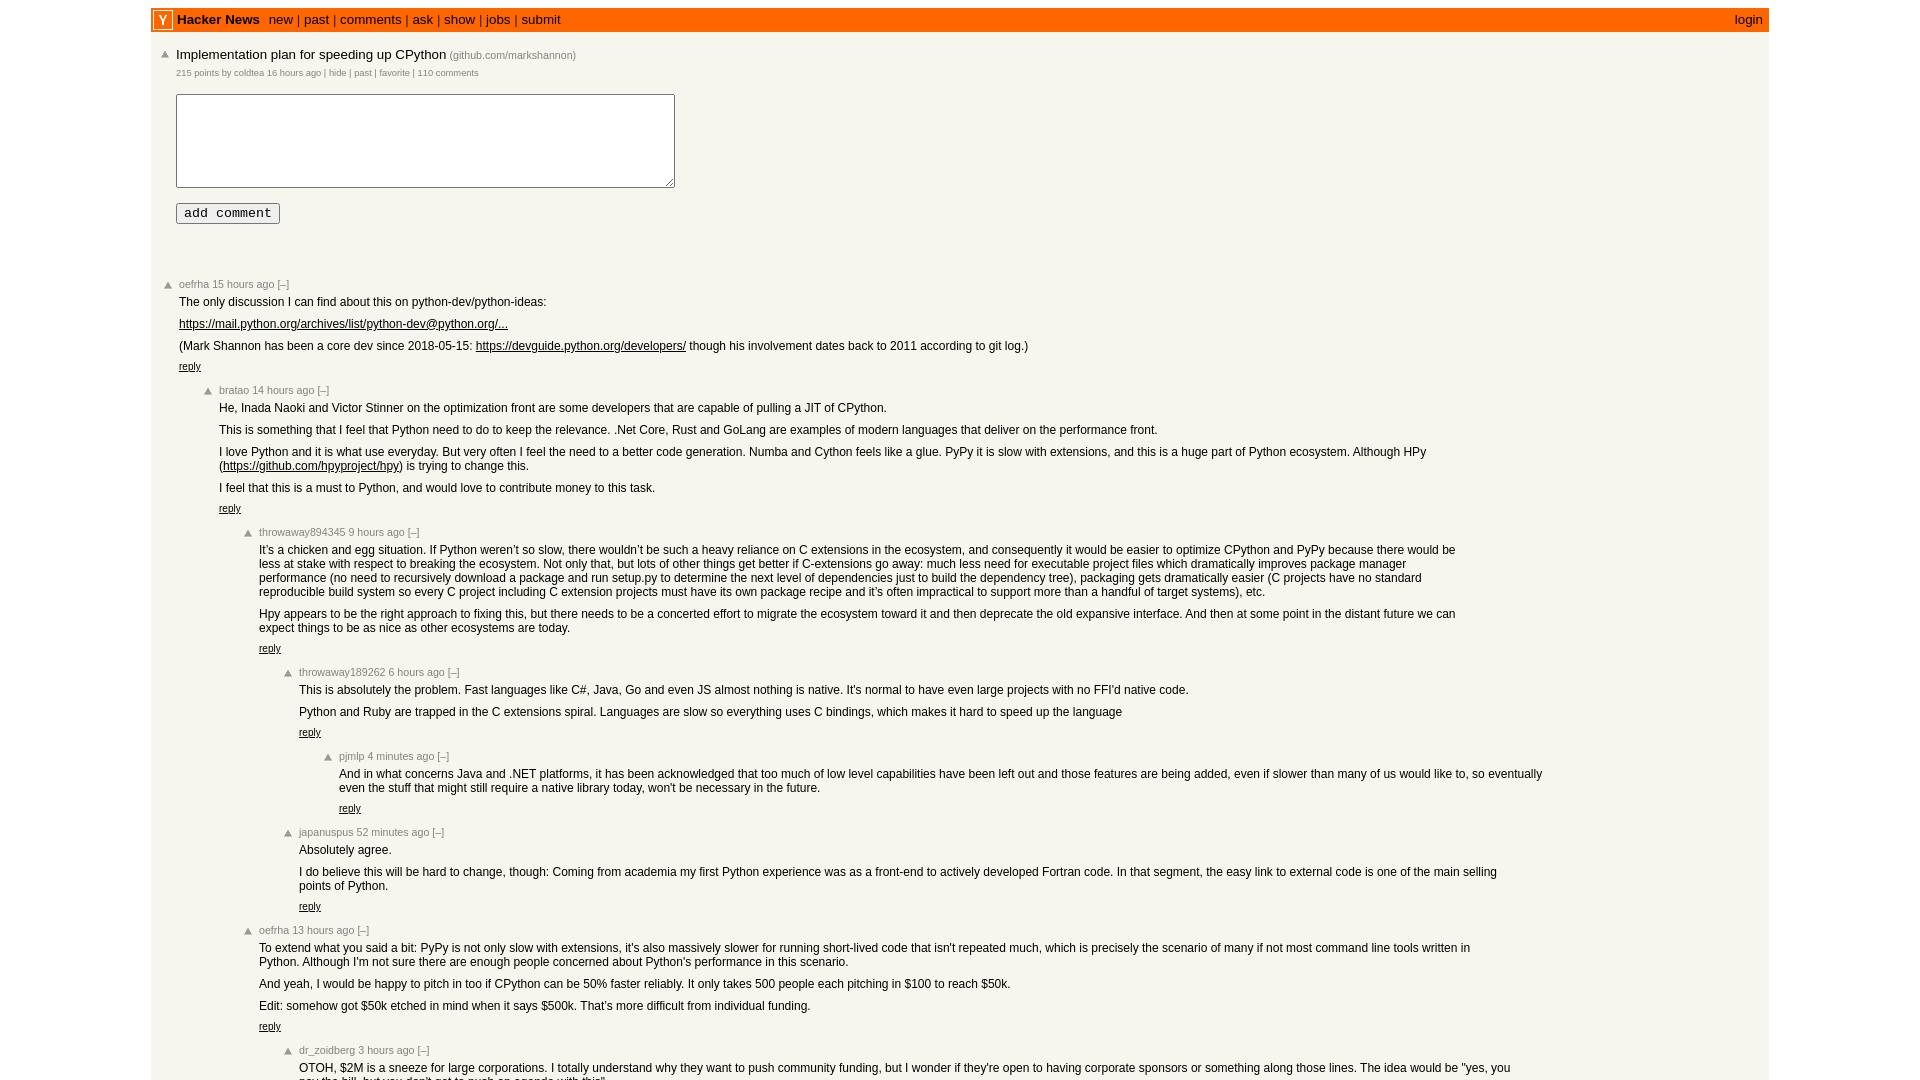 Y Hacker News new | past | comments | ask | show | jobs | submit login
Implementation plan for speeding up CPython (github.com/markshannon)
215 points by coldtea 16 hours ago | hide | past | favorite | 110 comments
add comment
oefrha 15 hours ago [–]
The only discussion I can find about this on python-dev/python-ideas:
https://mail.python.org/archives/list/python-dev@python.org/...
(Mark Shannon has been a core dev since 2018-05-15: https://devguide.python.org/developers/ though his involvement dates back to 2011 according to git log.)
reply
bratao 14 hours ago [–]
He, Inada Naoki and Victor Stinner on the optimization front are some developers that are capable of pulling a JIT of CPython.
This is something that I feel that Python need to do to keep the relevance. .Net Core, Rust and GoLang are examples of modern languages that deliver on the performance front.
I love Python and it is what use everyday. But very often I feel the need to a better code generation. Numba and Cython feels like a glue. PyPy it is slow with extensions, and this is a huge part of Python ecosystem. Although HPy
(https://github.com/hpyproject/hpy) is trying to change this.
I feel that this is a must to Python, and would love to contribute money to this task.
reply
throwaway894345 9 hours ago [–]
It’s a chicken and egg situation. If Python weren’t so slow, there wouldn’t be such a heavy reliance on C extensions in the ecosystem, and consequently it would be easier to optimize CPython and PyPy because there would be
less at stake with respect to breaking the ecosystem. Not only that, but lots of other things get better if C-extensions go away: much less need for executable project files which dramatically improves package manager
performance (no need to recursively download a package and run setup.py to determine the next level of dependencies just to build the dependency tree), packaging gets dramatically easier (C projects have no standard
reproducible build system so every C project including C extension projects must have its own package recipe and it’s often impractical to support more than a handful of target systems), etc.
Hpy appears to be the right approach to fixing this, but there needs to be a concerted effort to migrate the ecosystem toward it and then deprecate the old expansive interface. And then at some point in the distant future we can
expect things to be as nice as other ecosystems are today.
reply
throwaway189262 6 hours ago [–]
This is absolutely the problem. Fast languages like C#, Java, Go and even JS almost nothing is native. It's normal to have even large projects with no FFI'd native code.
Python and Ruby are trapped in the C extensions spiral. Languages are slow so everything uses C bindings, which makes it hard to speed up the language
reply
pjmlp 4 minutes ago [–]
And in what concerns Java and .NET platforms, it has been acknowledged that too much of low level capabilities have been left out and those features are being added, even if slower than many of us would like to, so eventually
even the stuff that might still require a native library today, won't be necessary in the future.
reply
japanuspus 52 minutes ago [–]
Absolutely agree.
I do believe this will be hard to change, though: Coming from academia my first Python experience was as a front-end to actively developed Fortran code. In that segment, the easy link to external code is one of the main selling
points of Python.
reply
oefrha 13 hours ago [–]
To extend what you said a bit: PyPy is not only slow with extensions, it's also massively slower for running short-lived code that isn't repeated much, which is precisely the scenario of many if not most command line tools written in
Python. Although I'm not sure there are enough people concerned about Python's performance in this scenario.
And yeah, I would be happy to pitch in too if CPython can be 50% faster reliably. It only takes 500 people each pitching in $100 to reach $50k.
Edit: somehow got $50k etched in mind when it says $500k. That’s more difficult from individual funding.
reply
dr_zoidberg 3 hours ago [–]
OTOH, $2M is a sneeze for large corporations. I totally understand why they want to push community funding, but I wonder if they're open to having corporate sponsors or something along those lines. The idea would be "yes, you